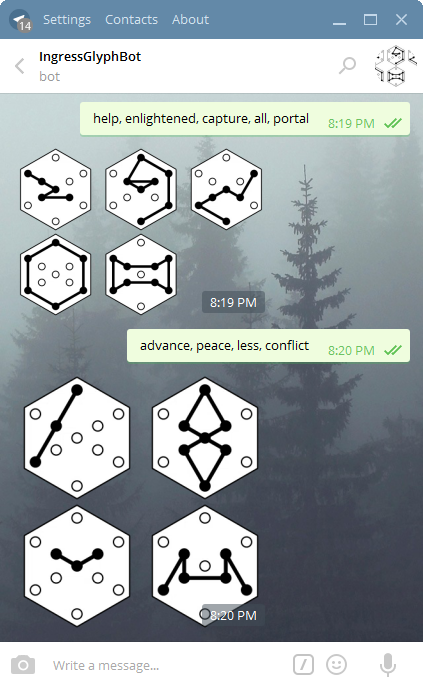 14
Settings Contacts About
IngressGlyphBot
bot
help, enlightened, capture, all, portal 8:19 PM
8:19 PM
advance, peace, less, conflict 8:20 PM
8:20 PM
Write a message...